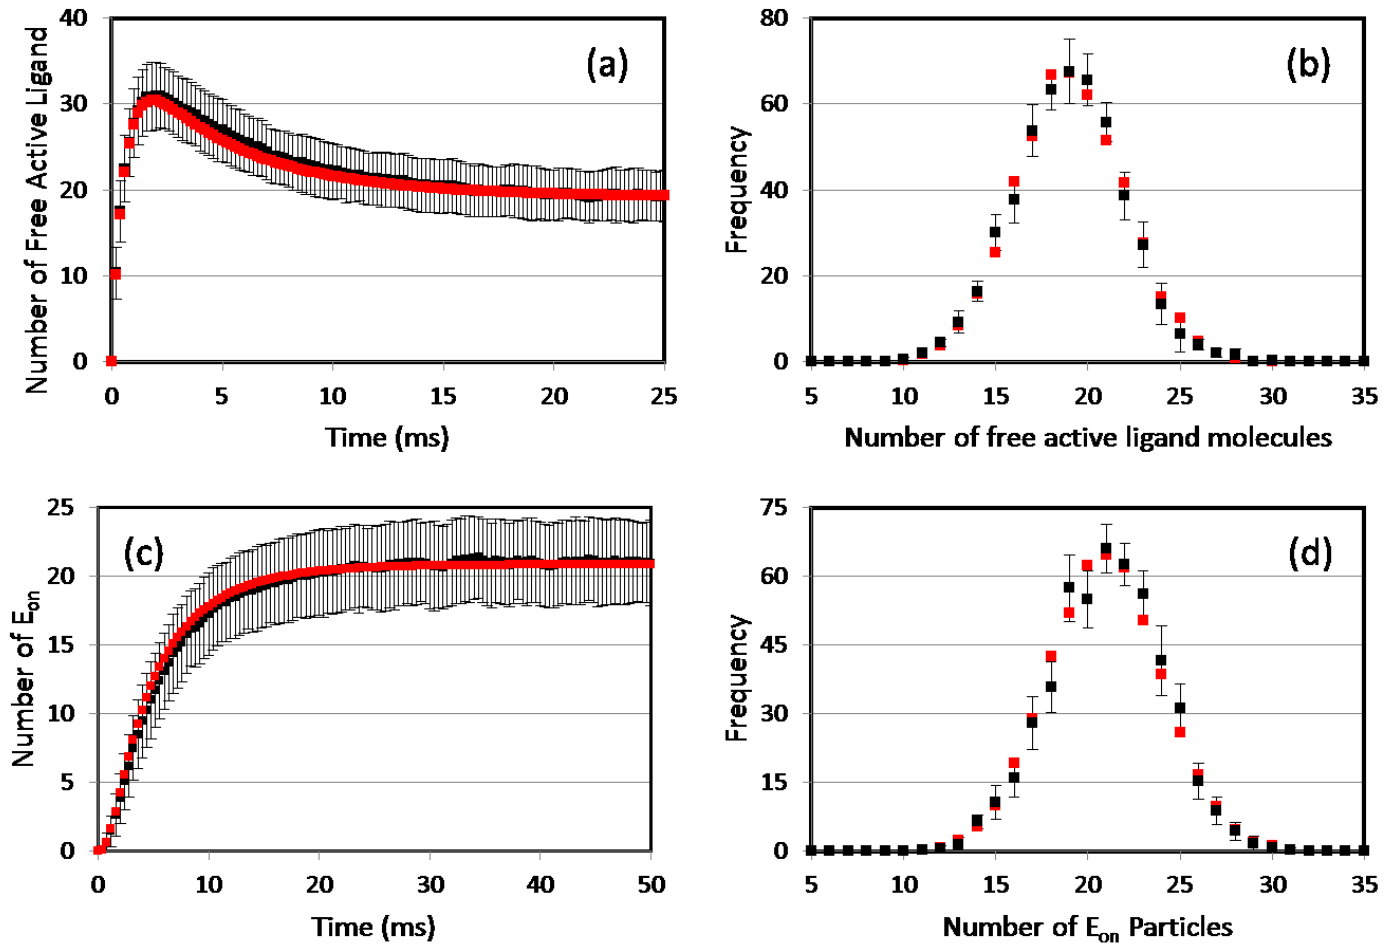 (a)
Number of Free Active Ligand
40
30
20
10
0
0 5 10 15 20 25
Time (ms)
(b)
Frequency
80
60
40
20
0
5 10 15 20 25 30 35
Number of free active ligand molecules
(c)
Number of Eon
25
20
15
10
5
0
0 10 20 30 40 50
Time (ms)
(d)
Frequency
75
60
45
30
15
0
5 10 15 20 25 30 35
Number of Eon Particles